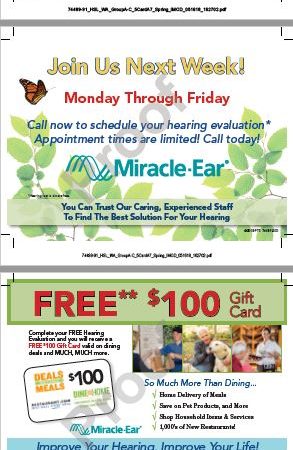 Join Us Next Week!
Monday Through Friday
Call now to schedule your hearing evaluation*
Appointment times are limited! Call today!
Miracle-Ear®
You Can Trust Our Caring, Experienced Staff
To Find The Best Solution For Your Hearing
FREE** $100 Gift
Card
Complete your FREE Hearing
Evaluation and you will receive a
FREE* $100 Gift Card valid on dining
deals and MUCH, MUCH more.
DEALS
MEALS
$100
So Much More Than Dining...
Home Delivery of Meals
Save on Pet Products, and More
Shop Household Items & Services
1,000's of New Restaurants!
Miracle-Ear®
Improve Your Hearing, Improve Your Life!